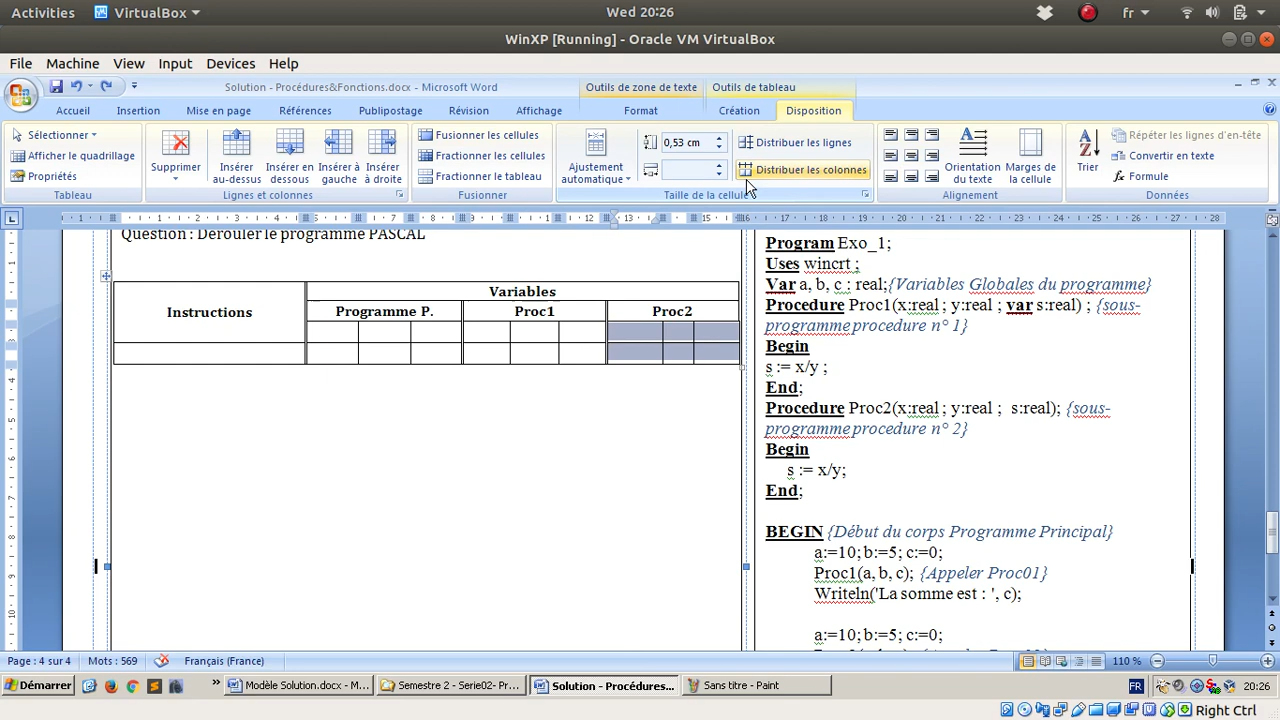 Activities VirtualBox Wed 20:26 fr
WinXP [Running] - Oracle VM VirtualBox
File Machine View Input Devices Help
Solution - Procédures&Fonctions.docx - Microsoft Word Outils de zone de texte Outils de tableau
Accueil Insertion Mise en page Références Publipostage Révision Affichage Format Création Disposition
Sélectionner
Afficher le quadrillage
Propriétés
Tableau
Supprimer
Insérer au-dessus
Insérer en dessous
Insérer à gauche
Insérer à droite
Lignes et colonnes
Fusionner les cellules
Fractionner les cellules
Fractionner le tableau
Fusionner
Ajustement automatique
0,53 cm
Distribuer les lignes
Distribuer les colonnes
Taille de la cellule
Orientation du texte
Marges de la cellule
Alignement
Trier
Répéter les lignes d'en-tête
Convertir en texte
Formule
Données
Question : Dérouler le programme PASCAL
Instructions Variables
Programme P. Proc1 Proc2
Program Exo_1;
Uses wincrt ;
Var a, b, c : real;{Variables Globales du programme}
Procedure Proc1(x:real ; y:real ; var s:real) ; {sous-
programme procedure n° 1}
Begin
s := x/y ;
End;
Procedure Proc2(x:real ; y:real ; s:real); {sous-
programme procedure n° 2}
Begin
s := x/y;
End;
BEGIN {Début du corps Programme Principal}
a:=10; b:=5; c:=0;
Proc1(a, b, c); {Appeler Proc01}
Writeln('La somme est : ', c);
a:=10; b:=5; c:=0;
Page : 4 sur 4 Mots : 569 Français (France) 110 %
Démarrer Modèle Solution.docx - M... Semestre 2 - Serie02- Pr... Solution - Procédures... Sans titre - Paint FR 20:26
Right Ctrl